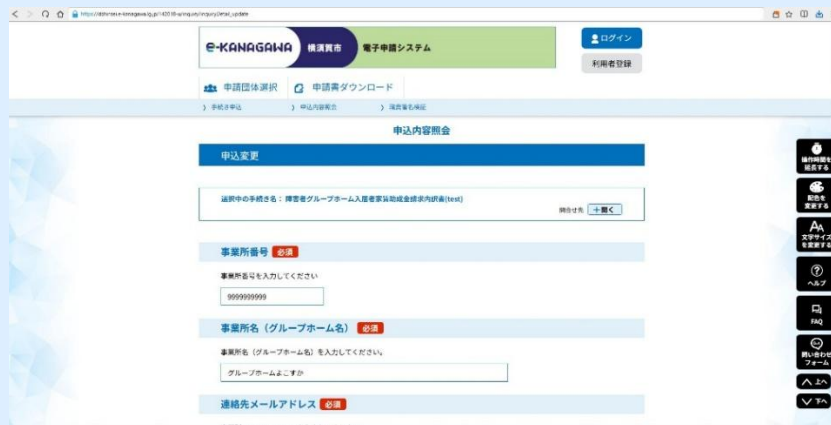 e-KANAGAWA 横須賀市 電子申請システム
ログイン
利用者登録
申請団体選択 申請書ダウンロード
手続き申込 申込内容照会 職責署名検証
申込内容照会
操作時間を
延長する
申込変更
配色を
変更する
選択中の手続き名： 障害者グループホーム入居者家賃助成金請求内訳書(test)
問合せ先 ＋開く
文字サイズ
を変更する
事業所番号 必須
ヘルプ
事業所番号を入力してください
9999999999
FAQ
事業所名（グループホーム名） 必須
問い合わせ
フォーム
事業所名（グループホーム名）を入力してください。
グループホームよこすか
上へ
下へ
連絡先メールアドレス 必須